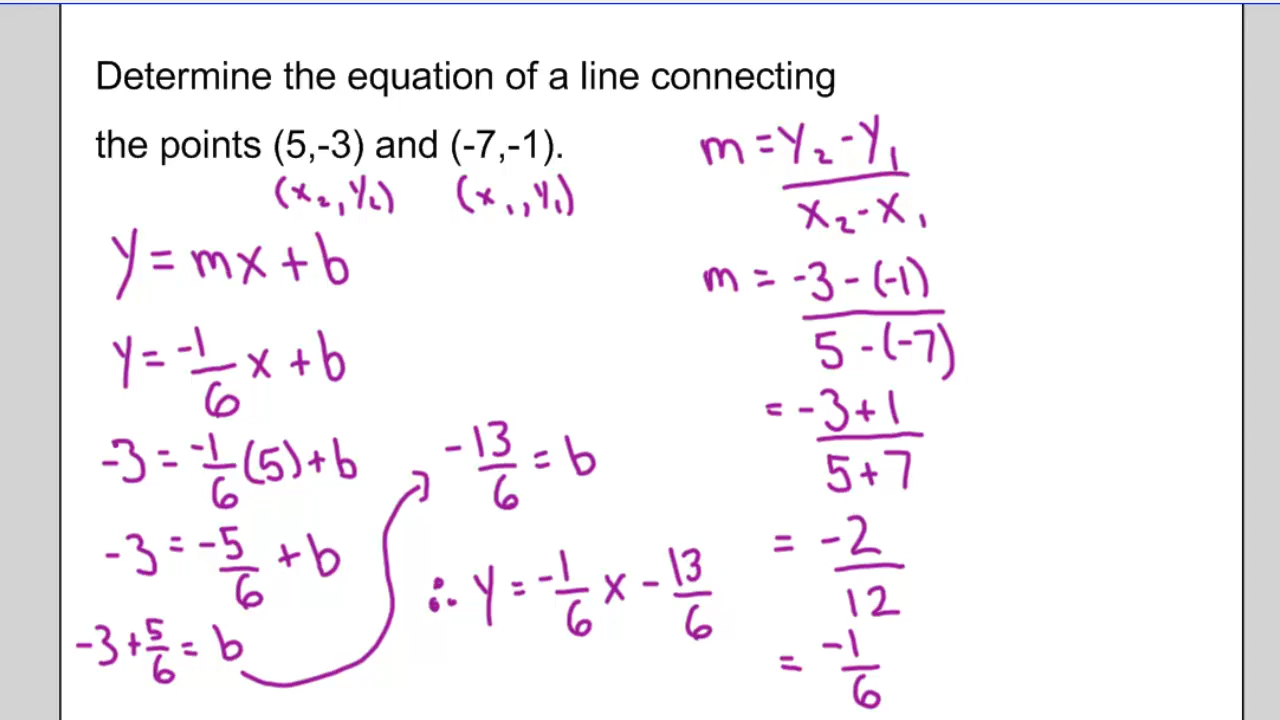 Determine the equation of a line connecting
the points (5,-3) and (-7,-1).
(x₂,y₂) (x₁,y₁)
y = mx + b
y = -1/6 x + b
-3 = -1/6 (5) + b
-3 = -5/6 + b
-3 + 5/6 = b
-13/6 = b
∴ y = -1/6 x - 13/6
m = y₂ - y₁ / x₂ - x₁
m = -3 - (-1) / 5 - (-7)
= -3 + 1 / 5 + 7
= -2 / 12
= -1 / 6